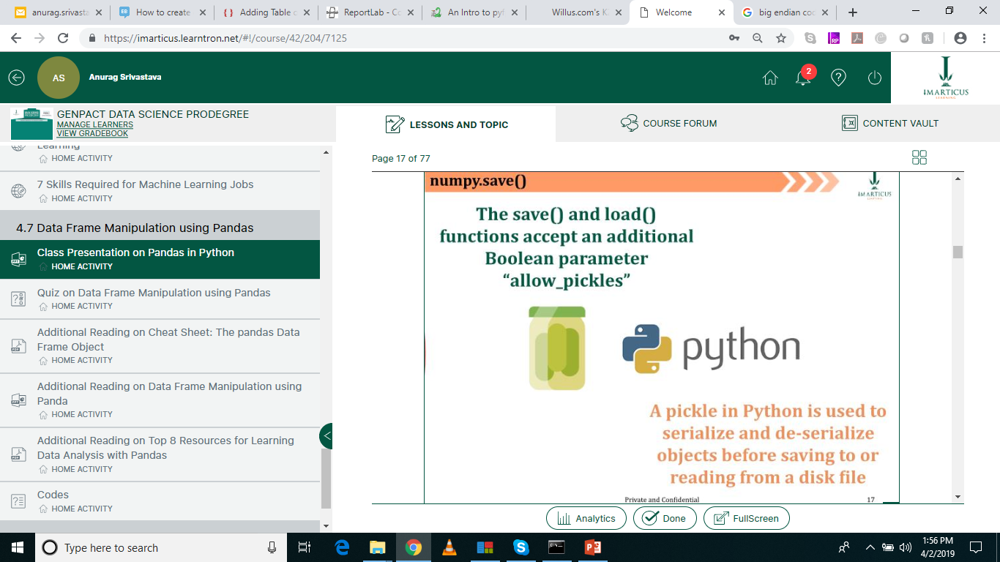 anurag.srivasta
How to create
Adding Table o
ReportLab - Co
An Intro to pyf
Willus.com's K
Welcome
big endian coo
https://imarticus.learntron.net/#!/course/42/204/7125
AS
Anurag Srivastava
2
IMARTICUS
LEARNING
GENPACT DATA SCIENCE PRODEGREE
MANAGE LEARNERS
VIEW GRADEBOOK
LESSONS AND TOPIC
COURSE FORUM
CONTENT VAULT
Learning
HOME ACTIVITY
7 Skills Required for Machine Learning Jobs
HOME ACTIVITY
4.7 Data Frame Manipulation using Pandas
Class Presentation on Pandas in Python
HOME ACTIVITY
Quiz on Data Frame Manipulation using Pandas
HOME ACTIVITY
Additional Reading on Cheat Sheet: The pandas Data
Frame Object
HOME ACTIVITY
Additional Reading on Data Frame Manipulation using
Panda
HOME ACTIVITY
Additional Reading on Top 8 Resources for Learning
Data Analysis with Pandas
HOME ACTIVITY
Codes
HOME ACTIVITY
Page 17 of 77
numpy.save()
IMARTICUS
The save() and load()
functions accept an additional
Boolean parameter
“allow_pickles”
python
A pickle in Python is used to
serialize and de-serialize
objects before saving to or
reading from a disk file
Private and Confidential
17
Analytics
Done
FullScreen
Type here to search
1:56 PM
4/2/2019